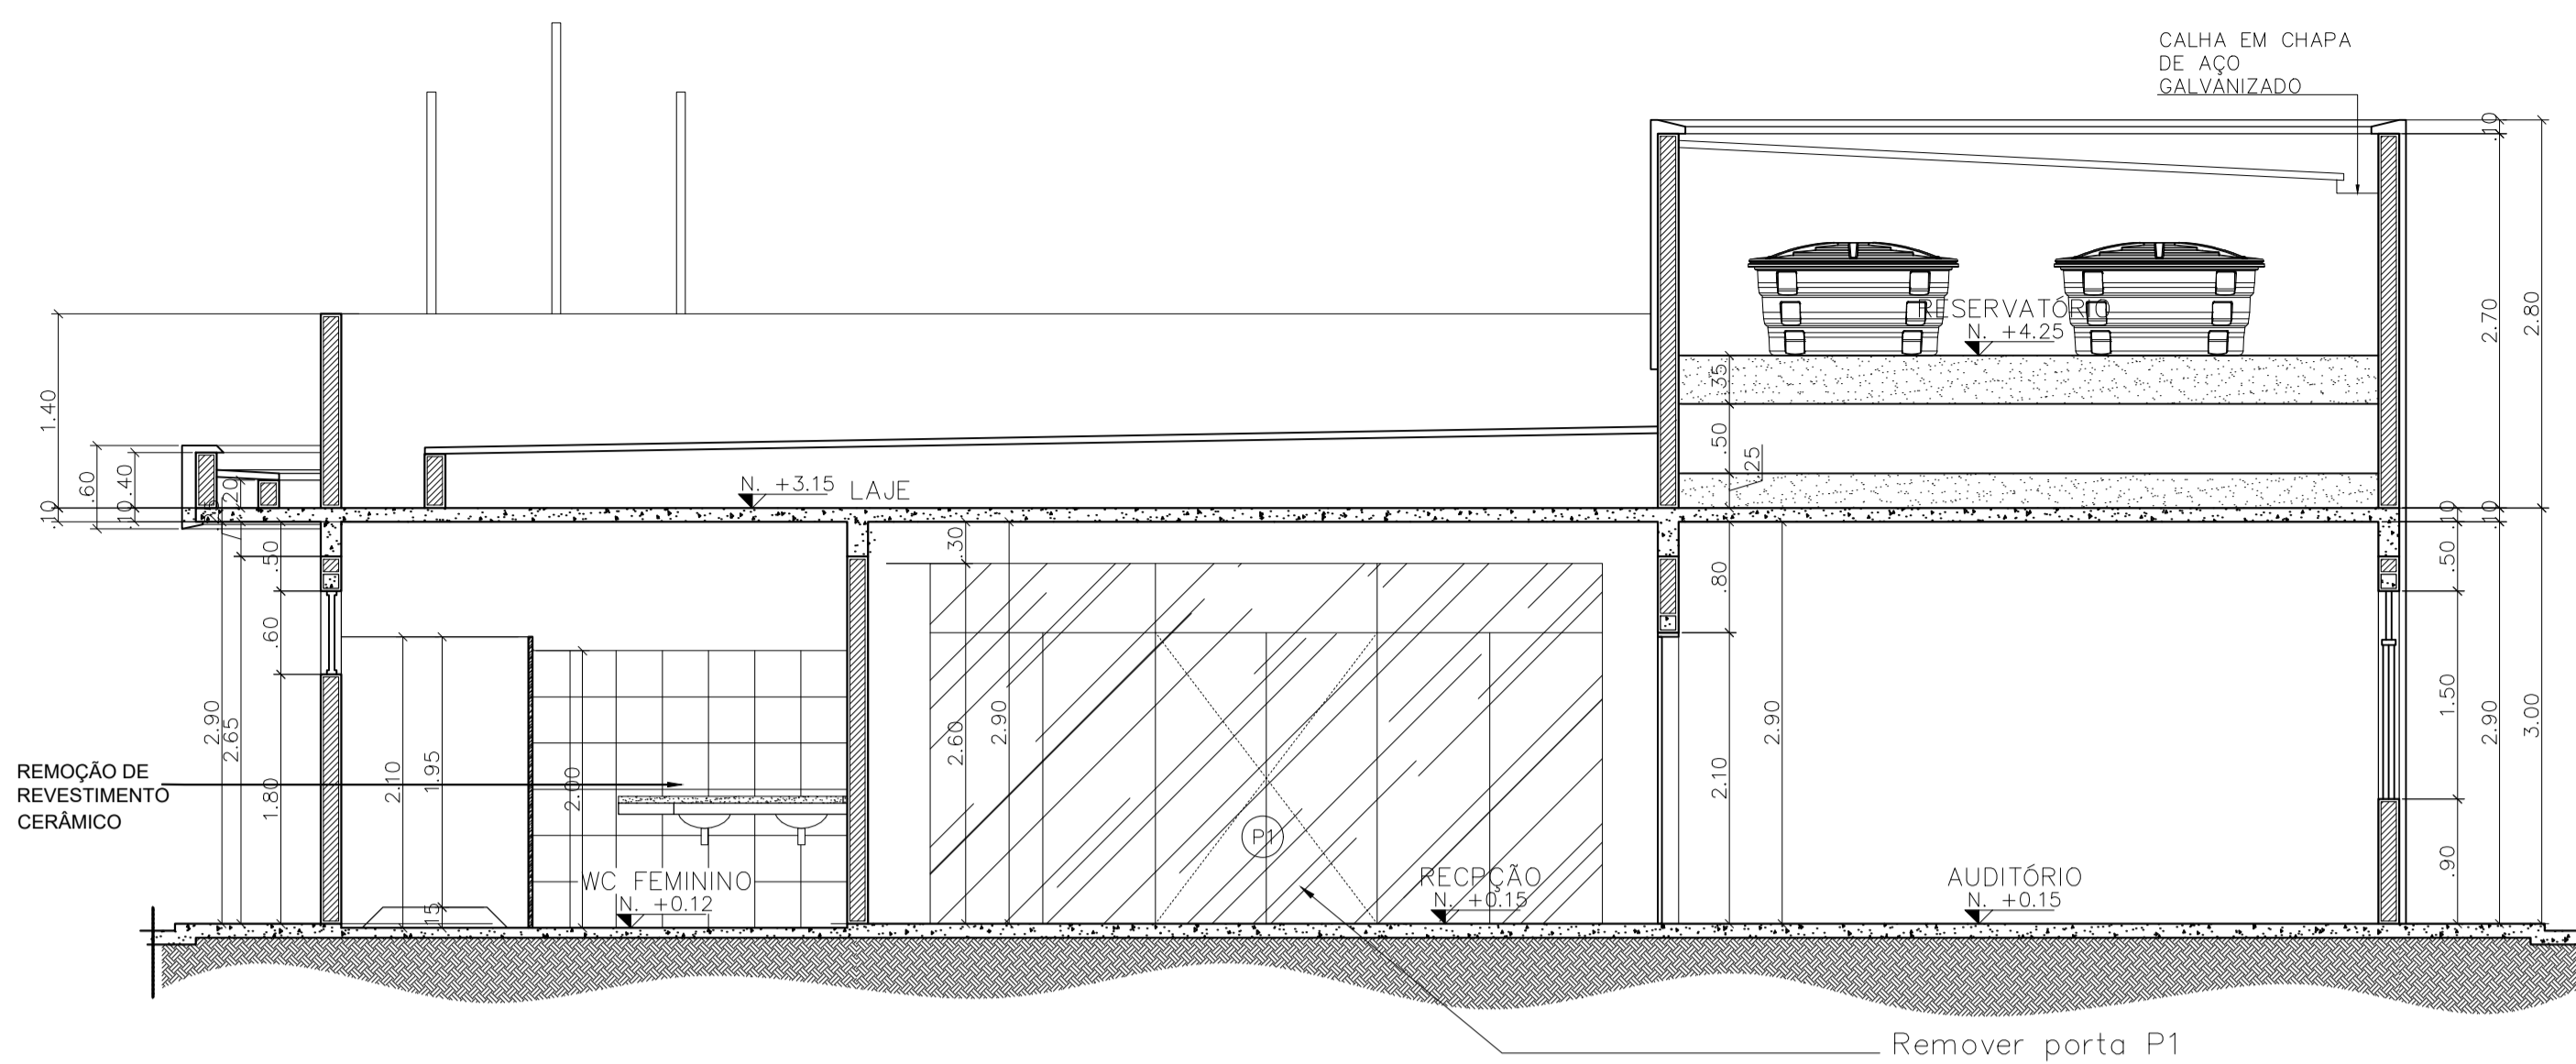 CALHA EM CHAPA
DE AÇO
GALVANIZADO
.10
2.70
2.80
RESERVATÓRIO
N. +4.25
.35
.50
.25
1.40
.60
.40
.10
.20
.10
N. +3.15 LAJE
.10
.10
.50
.60
1.80
2.90
2.65
2.10
1.95
.15
2.00
.30
2.60
2.90
.80
2.10
2.90
.50
1.50
.90
2.90
3.00
REMOÇÃO DE
REVESTIMENTO
CERÂMICO
P1
WC FEMININO
N. +0.12
RECPÇÃO
N. +0.15
AUDITÓRIO
N. +0.15
Remover porta P1